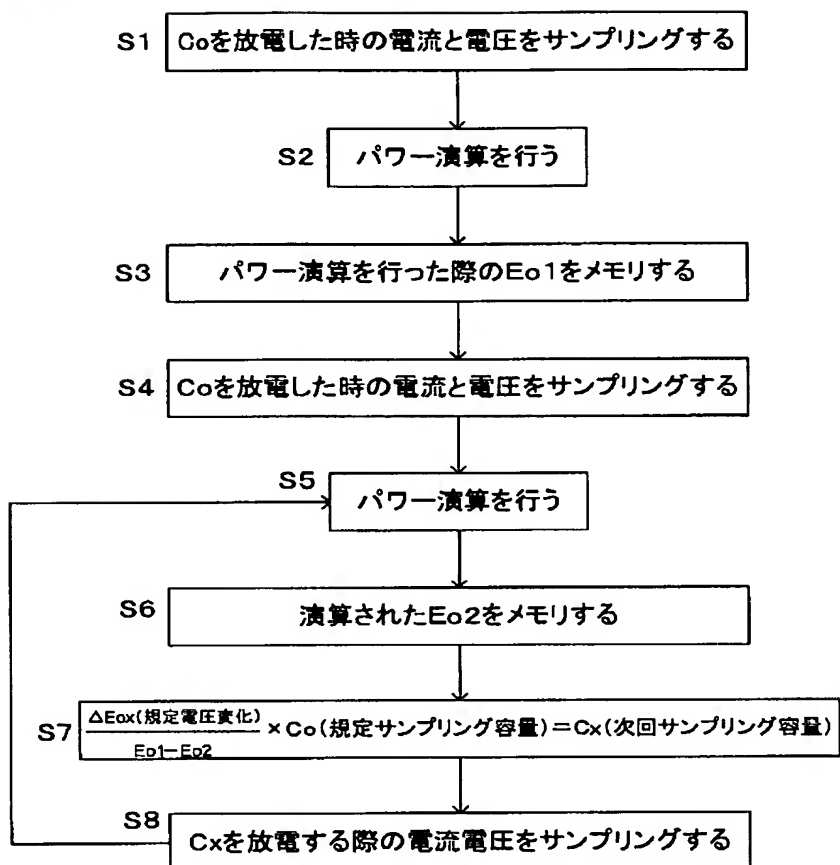 S1 Coを放電した時の電流と電圧をサンプリングする
S2 パワー演算を行う
S3 パワー演算を行った際のEo1をメモリする
S4 Coを放電した時の電流と電圧をサンプリングする
S5 パワー演算を行う
S6 演算されたEo2をメモリする
S7 ΔEox(規定電圧変化)
Eo1-Eo2
×Co(規定サンプリング容量)=Cx(次回サンプリング容量)
S8 Cxを放電する際の電流電圧をサンプリングする